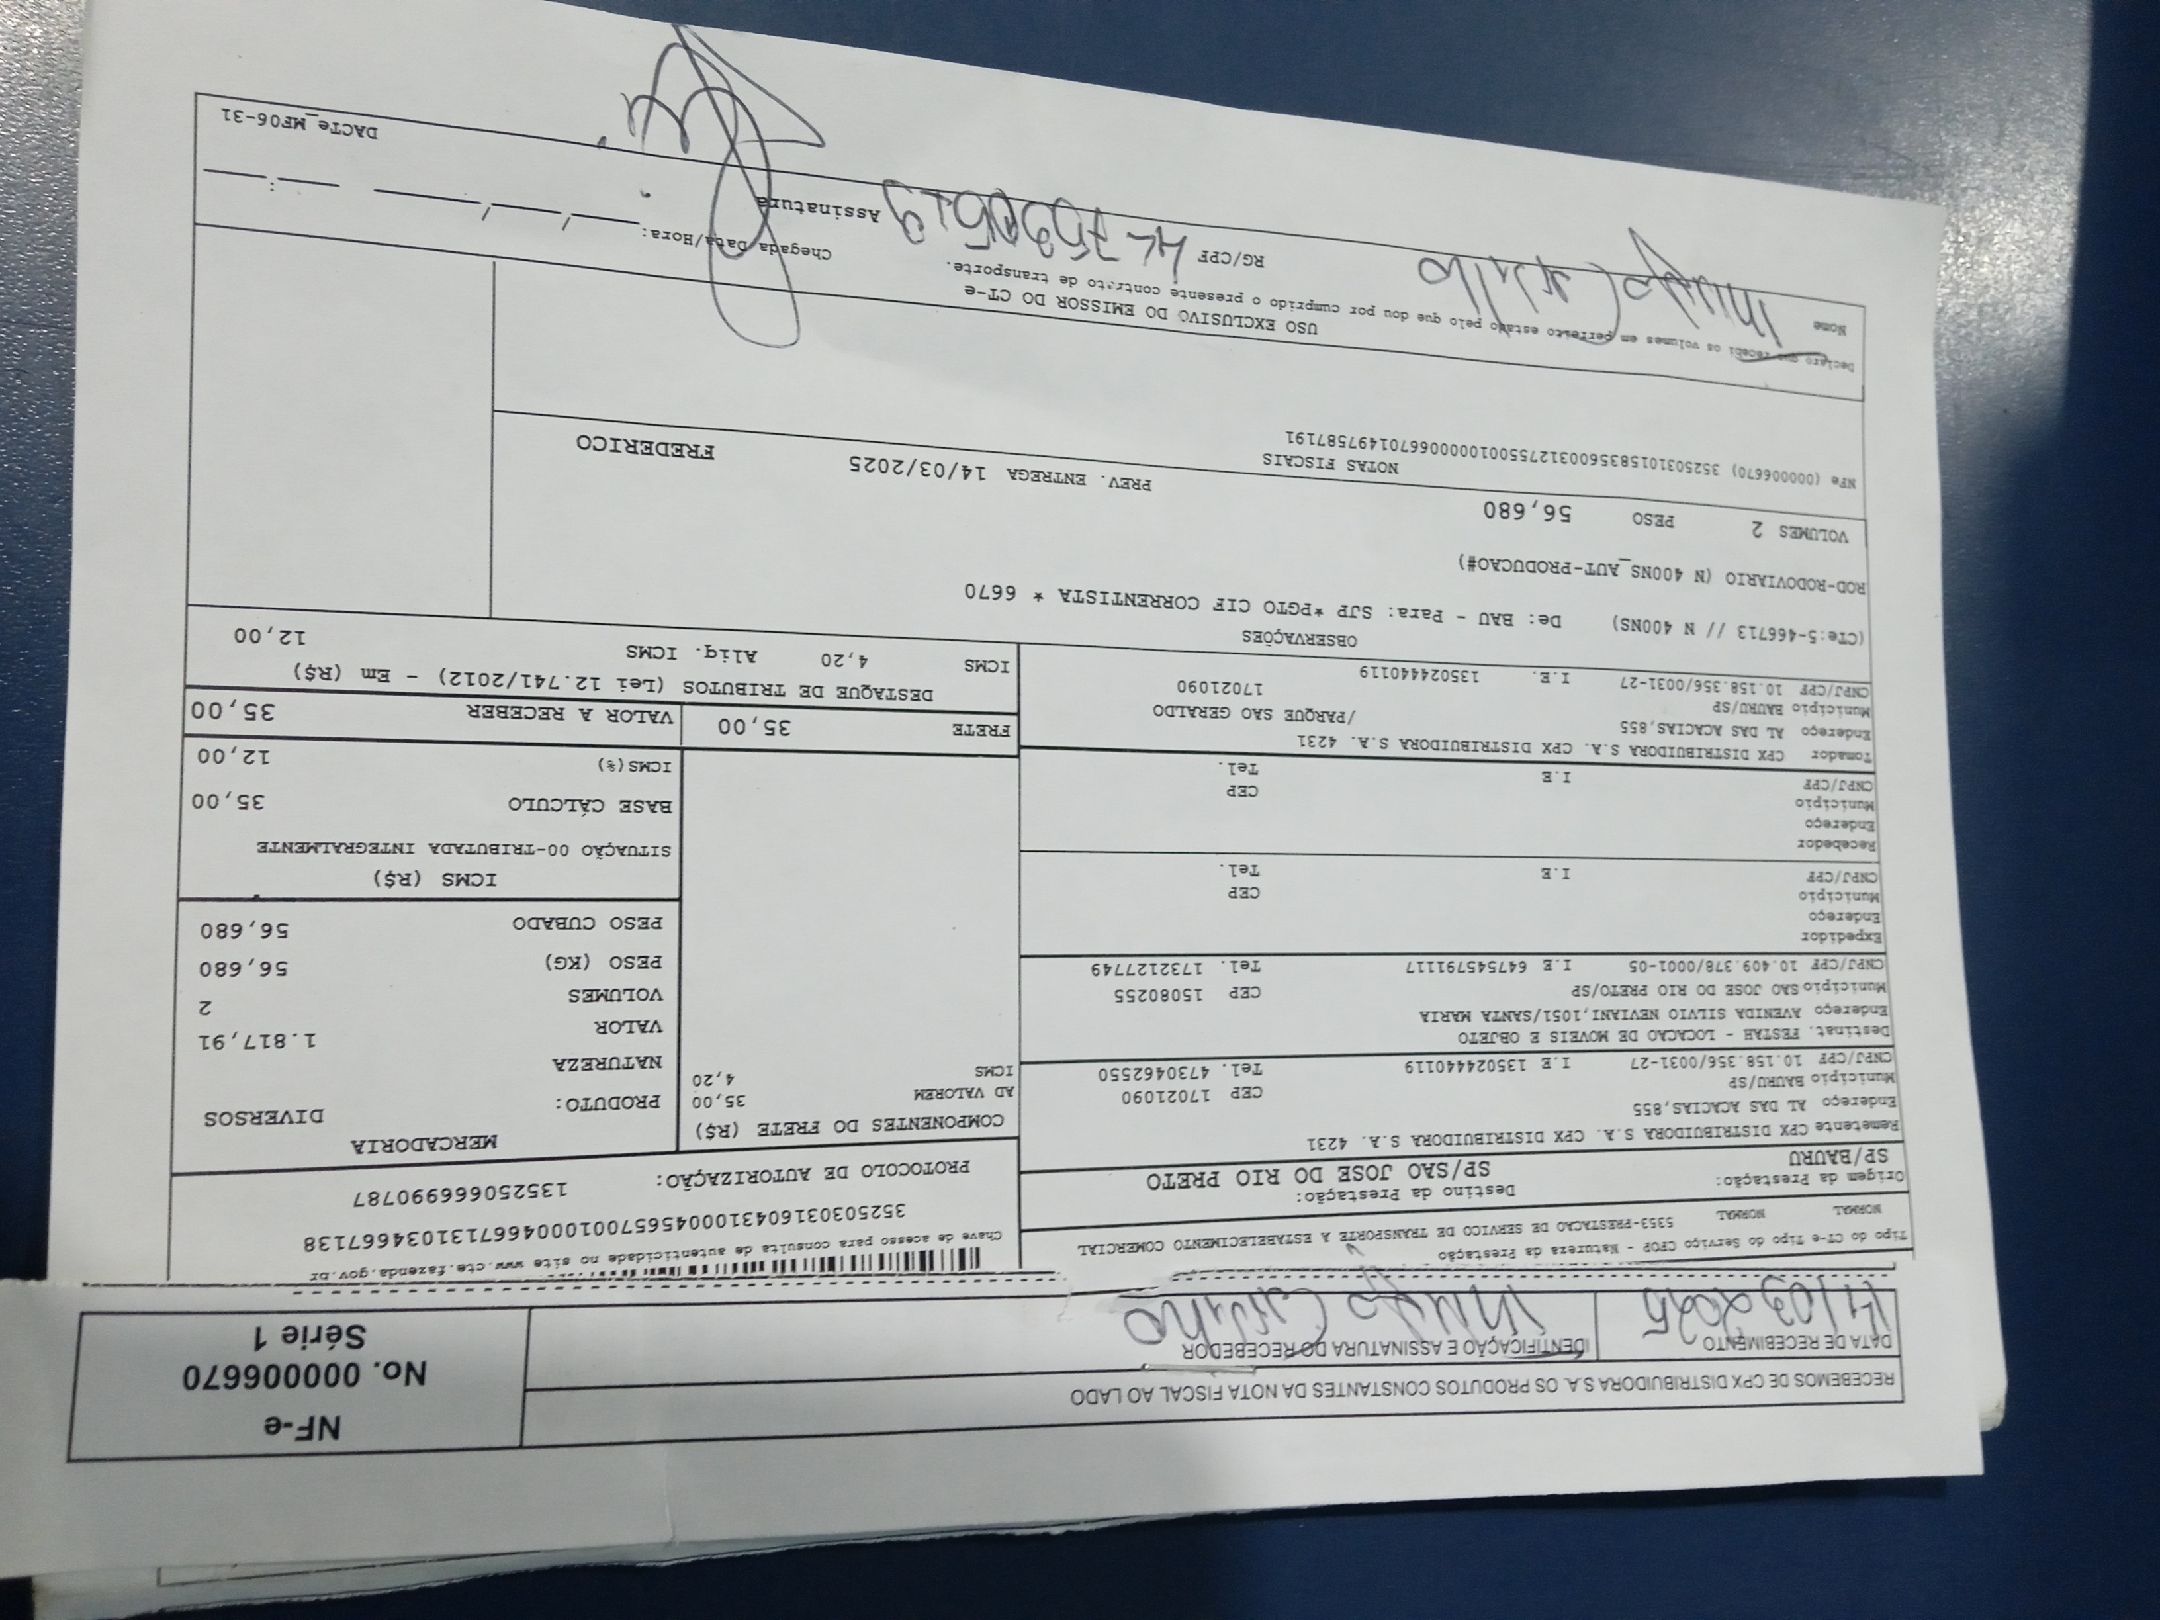 RECEBEMOS DE CPX DISTRIBUIDORA S.A. OS PRODUTOS CONSTANTES DA NOTA FISCAL AO LADO
NF-e
No. 000006670
Série 1
DATA DE RECEBIMENTO
14/03/2025
IDENTIFICAÇÃO E ASSINATURA DO RECEBEDOR
Tipo do CT-e Tipo do Serviço CFOP - Natureza da Prestação
NORMAL NORMAL 5353-PRESTACAO DE SERVICO DE TRANSPORTE A ESTABELECIMENTO COMERCIAL
Origem da Prestação: Destino da Prestação:
SP/BAURU SP/SAO JOSE DO RIO PRETO
Chave de acesso para consulta de autenticidade no site www.cte.fazenda.gov.br
35250303160431000456570010004667131034667138
PROTOCOLO DE AUTORIZAÇÃO: 135250666990787
Remetente CPX DISTRIBUIDORA S.A. CPX DISTRIBUIDORA S.A. 4231
Endereço AL DAS ACACIAS,855
Município BAURU/SP CEP 17021090
CNPJ/CPF 10.158.356/0031-27 I.E 135024440119 Tel. 4730462550
Destinat. FESTAH - LOCACAO DE MOVEIS E OBJETO
Endereço AVENIDA SILVIO NEVIANI,1051/SANTA MARIA
Município SAO JOSE DO RIO PRETO/SP CEP 15080255
CNPJ/CPF 10.409.378/0001-05 I.E 647545791117 Tel. 1732127749
Expedidor
Endereço
Município CEP
CNPJ/CPF I.E Tel.
Recebedor
Endereço
Município CEP
CNPJ/CPF I.E Tel.
Tomador CPX DISTRIBUIDORA S.A. CPX DISTRIBUIDORA S.A. 4231
Endereço AL DAS ACACIAS,855 /PARQUE SAO GERALDO
Município BAURU/SP 17021090
CNPJ/CPF 10.158.356/0031-27 I.E. 135024440119
COMPONENTES DO FRETE (R$)
AD VALOREM 35,00
ICMS 4,20
MERCADORIA
PRODUTO: DIVERSOS
NATUREZA
VALOR 1.817,91
VOLUMES 2
PESO (KG) 56,680
PESO CUBADO 56,680
ICMS (R$)
SITUAÇÃO 00-TRIBUTADA INTEGRALMENTE
BASE CÁLCULO 35,00
ICMS(%) 12,00
FRETE 35,00 VALOR A RECEBER 35,00
DESTAQUE DE TRIBUTOS (Lei 12.741/2012) - Em (R$)
ICMS 4,20 Aliq. ICMS 12,00
OBSERVAÇÕES
(CTe:5-466713 // N 400NS) De: BAU - Para: SJP *PGTO CIF CORRENTISTA * 6670
ROD-RODOVIARIO (N 400NS_AUT-PRODUCAO#)
VOLUMES 2 PESO 56,680 PREV. ENTREGA 14/03/2025 FREDERICO
NOTAS FISCAIS
NFe (000006670) 35250310158356003127550010000066701497587191
USO EXCLUSIVO DO EMISSOR DO CT-e
Declaro que recebi os volumes em perfeito estado pelo que dou por cumprido o presente contrato de transporte.
Nome RG/CPF Assinatura
Chegada Data/Hora: ___/___/_____ ___:___
DACTe_MF06-31